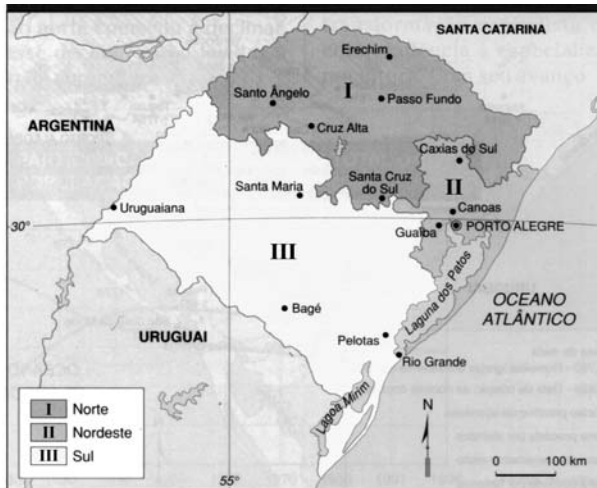 SANTA CATARINA
Erechim
I
Santo Ângelo
Passo Fundo
ARGENTINA
Cruz Alta
Caxias do Sul
Santa Cruz
do Sul
Santa Maria
II
Uruguaiana
Canoas
30°
Guaíba
PORTO ALEGRE
III
Laguna dos Patos
OCEANO
ATLÂNTICO
Bagé
URUGUAI
Pelotas
Rio Grande
Lagoa Mirim
I Norte
II Nordeste
III Sul
N
55°
0 100 km